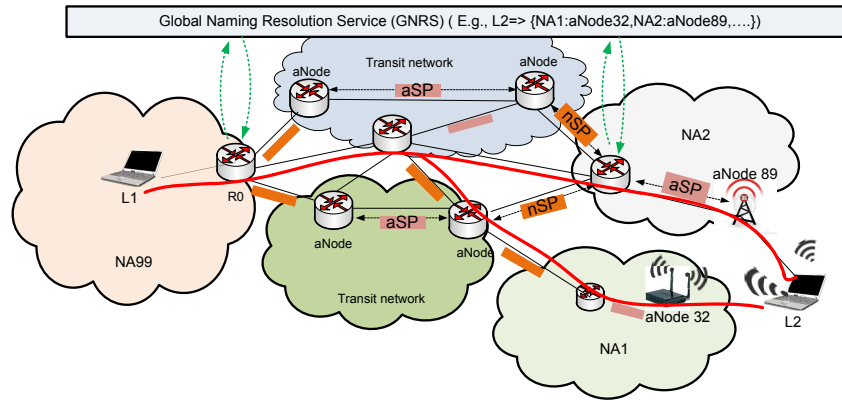 Global Naming Resolution Service (GNRS) ( E.g., L2=> {NA1:aNode32,NA2:aNode89,….})
Transit network
aNode
aNode
aSP
nSP
NA2
aNode 89
aSP
L1
R0
aNode
aSP
aNode
nSP
NA99
Transit network
aNode 32
L2
NA1